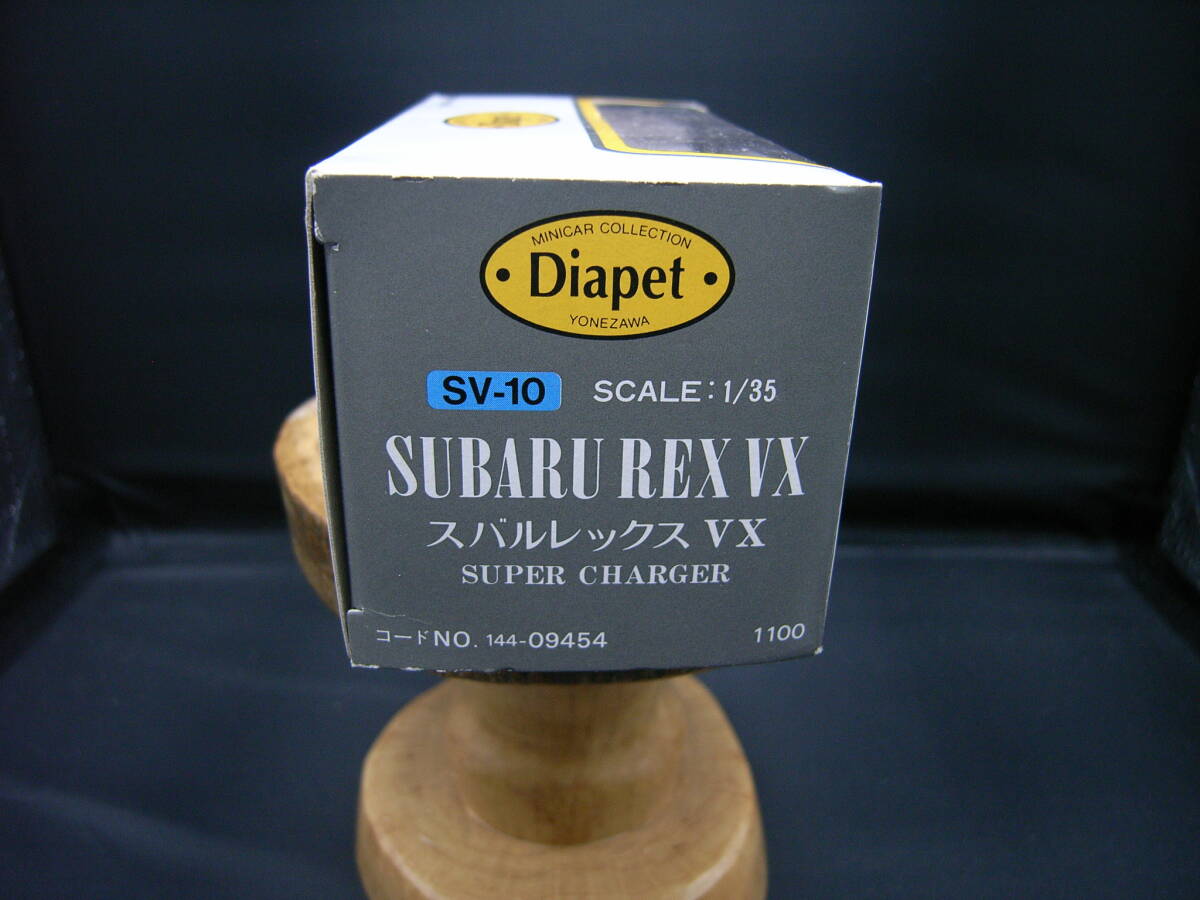 MINICAR COLLECTION
• Diapet •
YONEZAWA
SV-10 SCALE: 1/35
SUBARU REX VX
スバルレックス VX
SUPER CHARGER
コードNO. 144-09454 1100